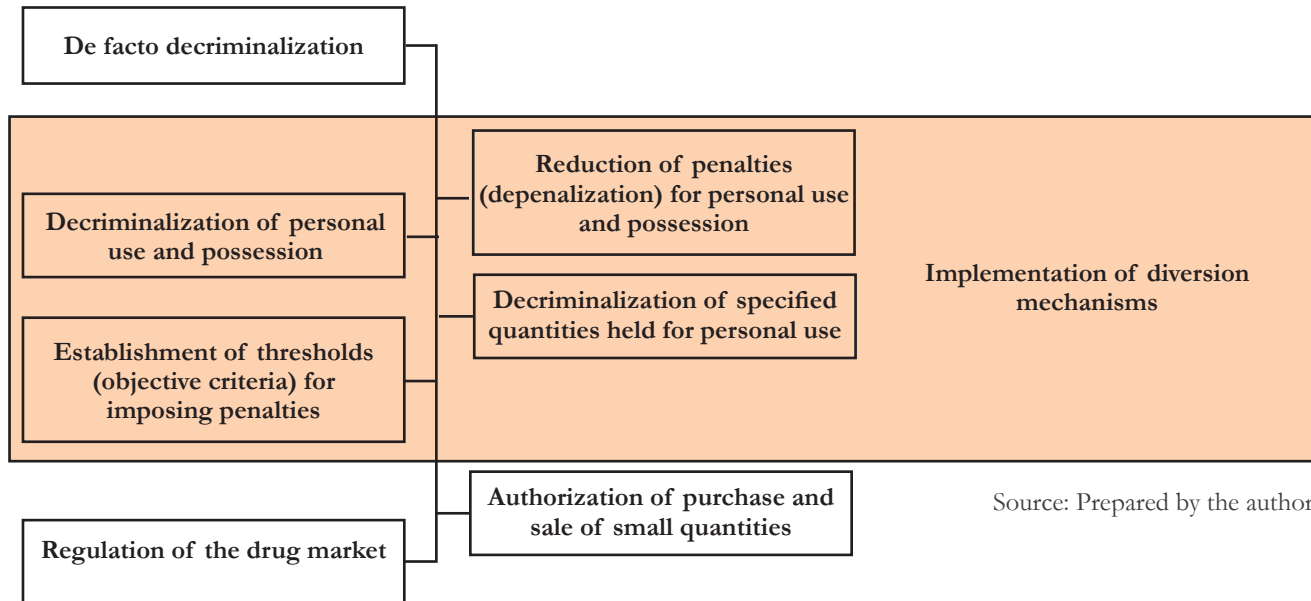 De facto decriminalization
Reduction of penalties
(depenalization) for personal use
and possession
Decriminalization of personal
use and possession
Implementation of diversion
mechanisms
Decriminalization of specified
quantities held for personal use
Establishment of thresholds
(objective criteria) for
imposing penalties
Authorization of purchase and
sale of small quantities
Source: Prepared by the author
Regulation of the drug market